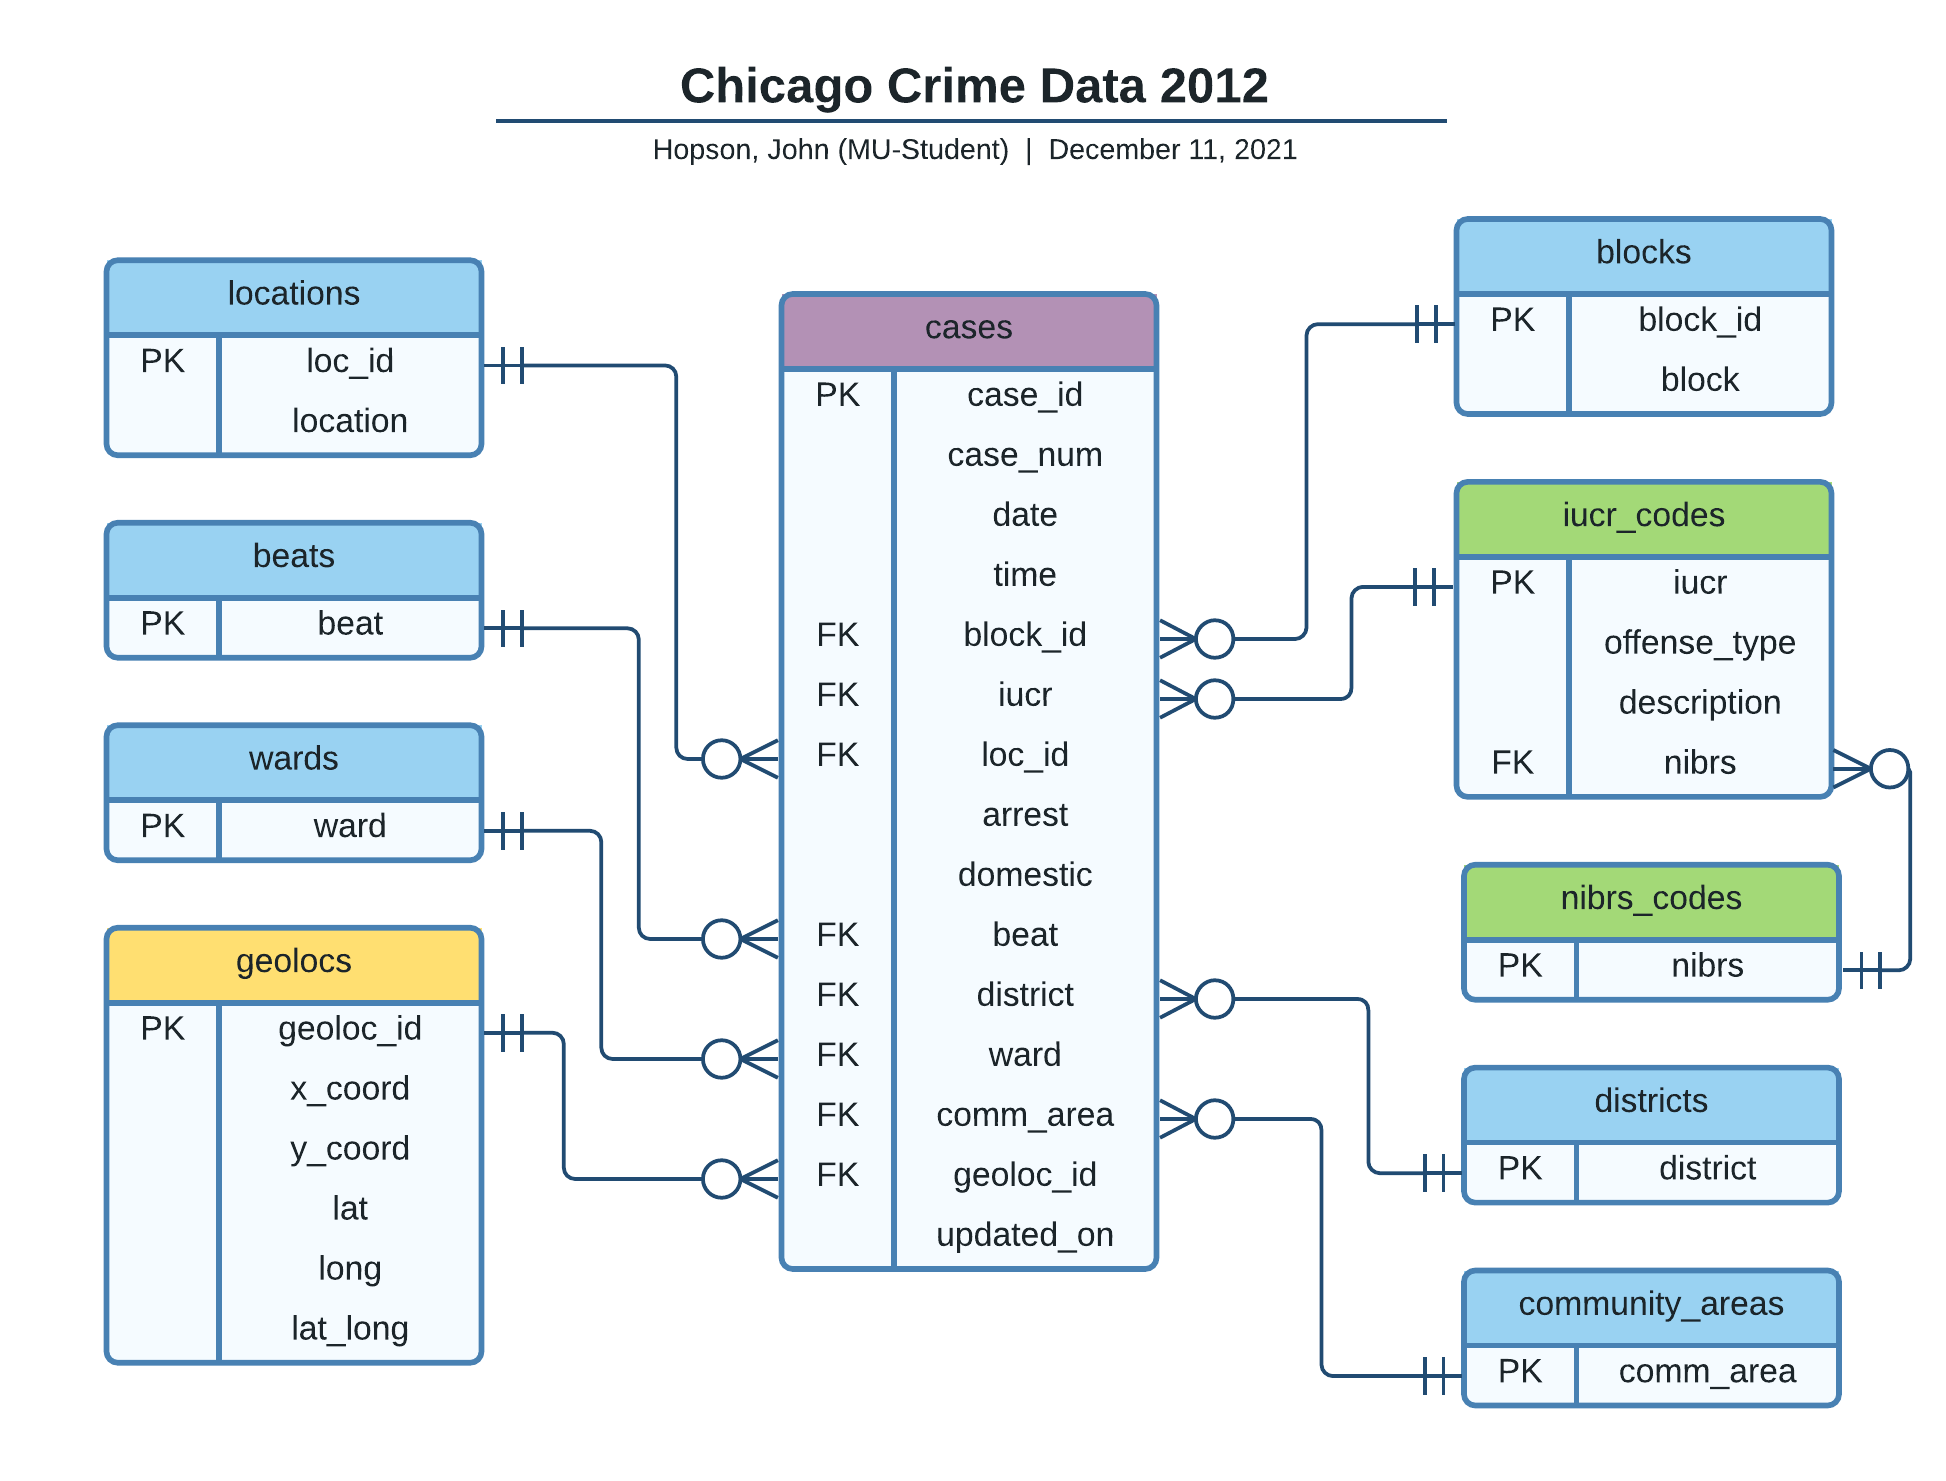 Chicago Crime Data 2012
Hopson, John (MU-Student) | December 11, 2021
locations
PK loc_id
location
beats
PK beat
wards
PK ward
geolocs
PK geoloc_id
x_coord
y_coord
lat
long
lat_long
cases
PK case_id
case_num
date
time
FK block_id
FK iucr
FK loc_id
arrest
domestic
FK beat
FK district
FK ward
FK comm_area
FK geoloc_id
updated_on
blocks
PK block_id
block
iucr_codes
PK iucr
offense_type
description
FK nibrs
nibrs_codes
PK nibrs
districts
PK district
community_areas
PK comm_area